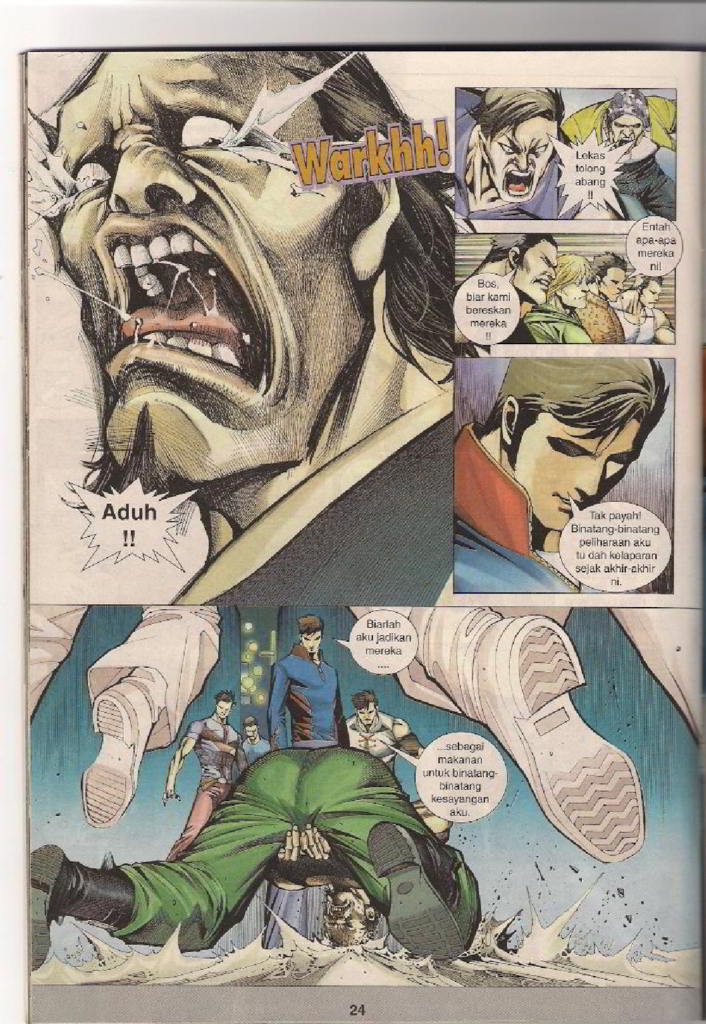 Warkhh!
Aduh
!!
Lekas
tolong
abang
!!
Entah
apa-apa
mereka
ni!
Bos,
biar kami
bereskan
mereka
!!
Tak payah!
Binatang-binatang
peliharaan aku
tu dah kelaparan
sejak akhir-akhir
ni.
Biarlah
aku jadikan
mereka
....
...sebagai
makanan
untuk binatang-
binatang
kesayangan
aku.
24